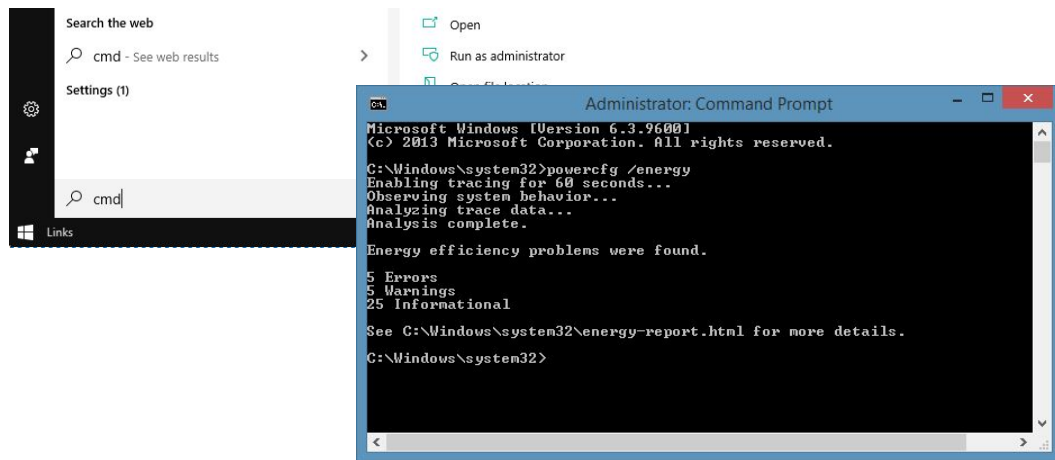 Search the web
cmd - See web results
Settings (1)
cmd
Links
Open
Run as administrator
Open file location
Administrator: Command Prompt
Microsoft Windows [Version 6.3.9600]
(c) 2013 Microsoft Corporation. All rights reserved.
C:\Windows\system32>powercfg /energy
Enabling tracing for 60 seconds...
Observing system behavior...
Analyzing trace data...
Analysis complete.
Energy efficiency problems were found.
5 Errors
5 Warnings
25 Informational
See C:\Windows\system32\energy-report.html for more details.
C:\Windows\system32>